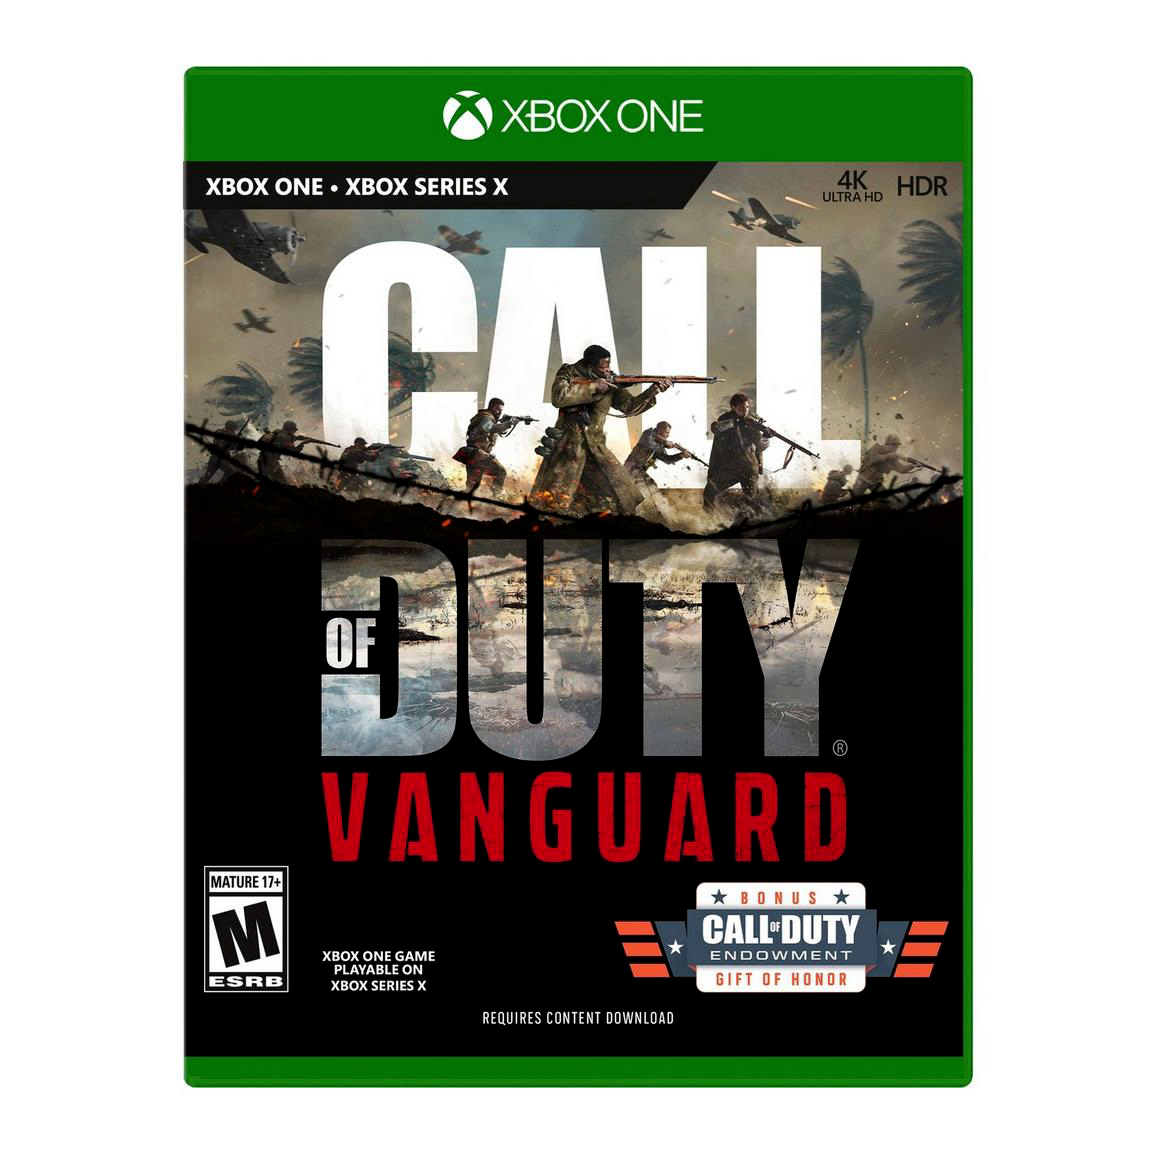 XBOX ONE
XBOX ONE • XBOX SERIES X
4K
ULTRA HD
HDR
CALL
OF
DUTY
®
VANGUARD
MATURE 17+
M
ESRB
XBOX ONE GAME
PLAYABLE ON
XBOX SERIES X
BONUS
CALL OF DUTY
ENDOWMENT
GIFT OF HONOR
REQUIRES CONTENT DOWNLOAD